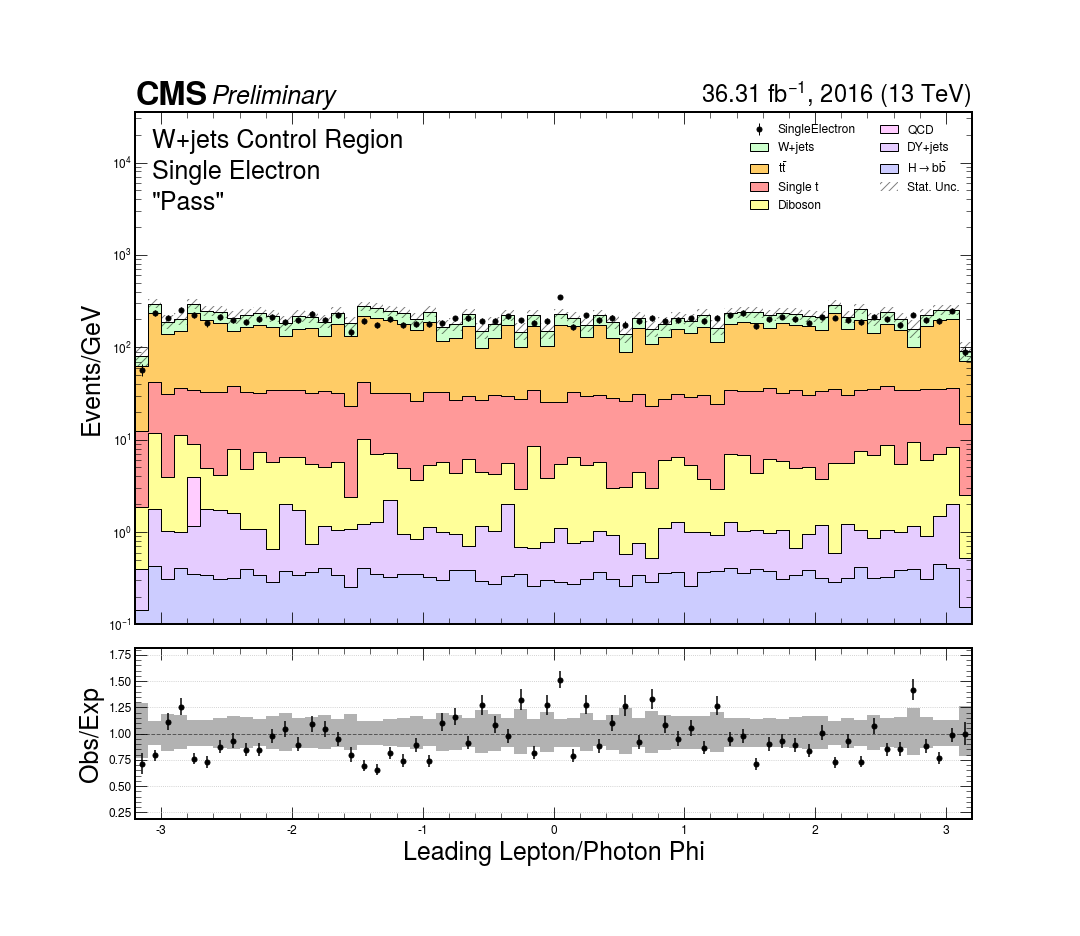 CMS Preliminary
36.31 fb⁻¹, 2016 (13 TeV)
W+jets Control Region
Single Electron
"Pass"
SingleElectron
W+jets
tt̄
Single t
Diboson
QCD
DY+jets
H→bb̄
Stat. Unc.
Events/GeV
10⁴
10³
10²
10¹
10⁰
10⁻¹
Obs/Exp
1.75
1.50
1.25
1.00
0.75
0.50
0.25
-3 -2 -1 0 1 2 3
Leading Lepton/Photon Phi